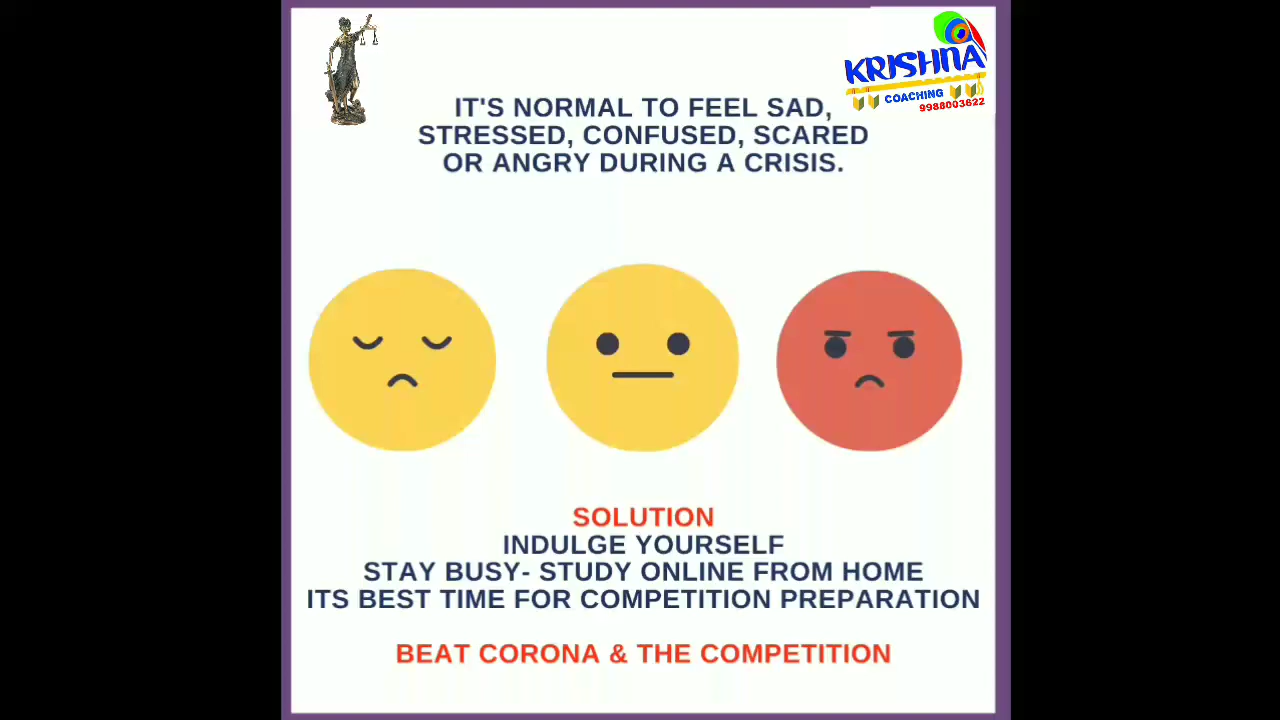 KRISHNA
COACHING
9988003622
IT'S NORMAL TO FEEL SAD,
STRESSED, CONFUSED, SCARED
OR ANGRY DURING A CRISIS.
SOLUTION
INDULGE YOURSELF
STAY BUSY- STUDY ONLINE FROM HOME
ITS BEST TIME FOR COMPETITION PREPARATION
BEAT CORONA & THE COMPETITION